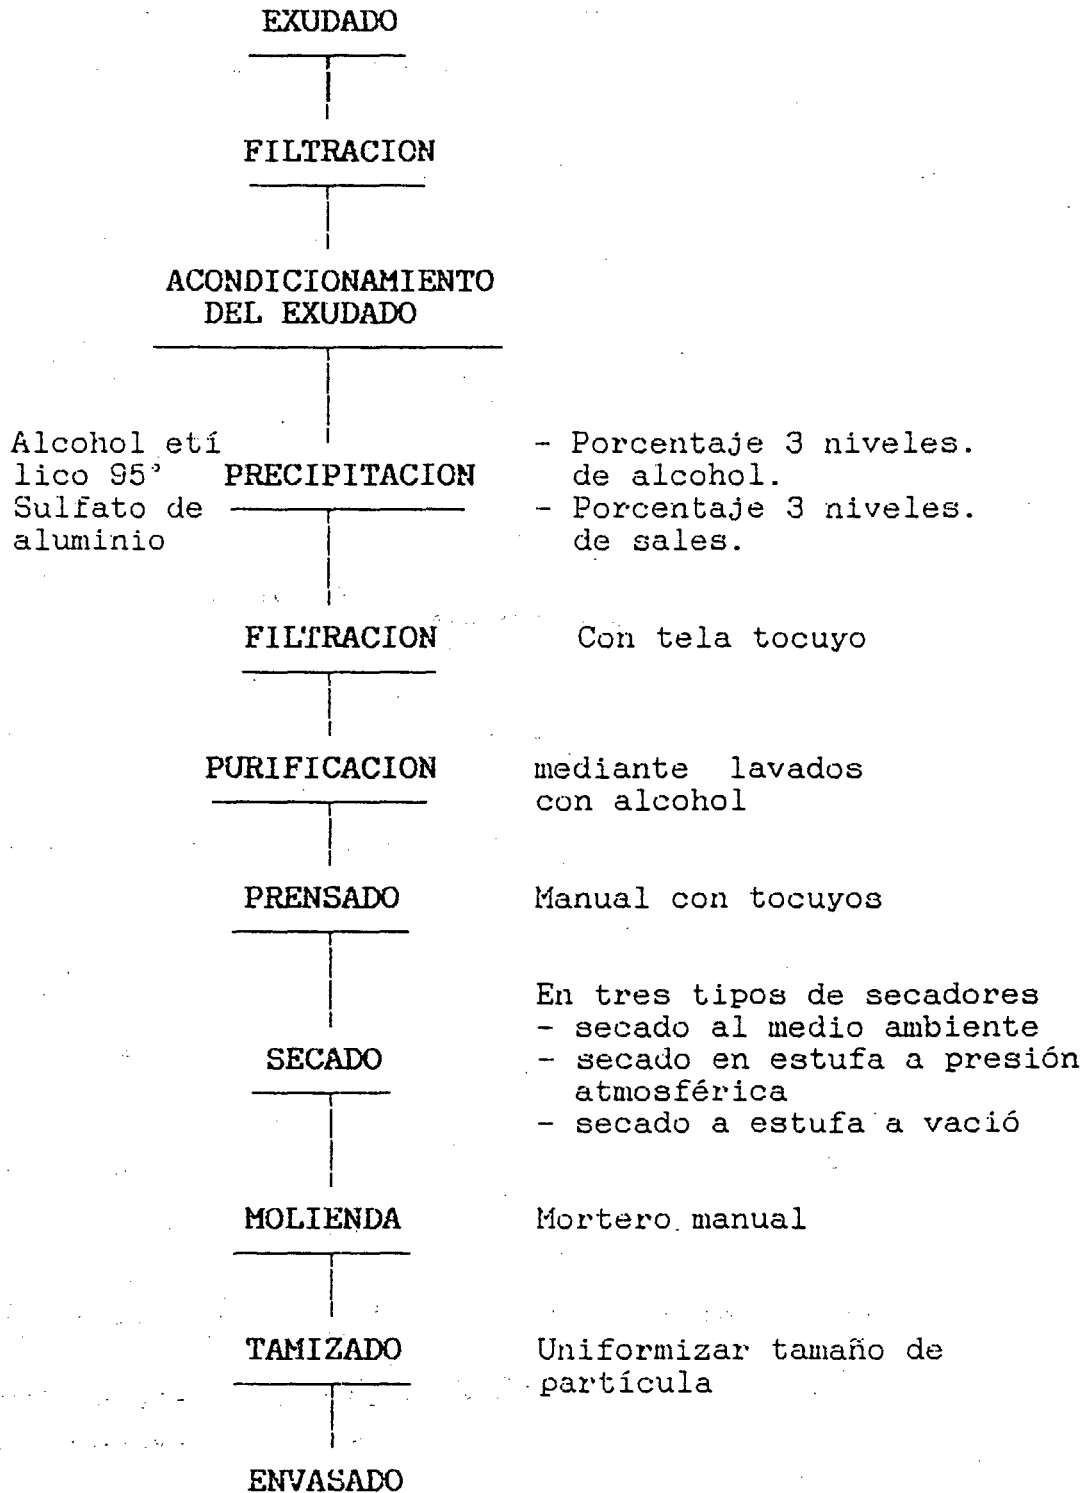 EXUDADO
FILTRACION
ACONDICIONAMIENTO
DEL EXUDADO
Alcohol etí
lico 95°
Sulfato de
aluminio
PRECIPITACION
- Porcentaje 3 niveles.
de alcohol.
- Porcentaje 3 niveles.
de sales.
FILTRACION
Con tela tocuyo
PURIFICACION
mediante lavados
con alcohol
PRENSADO
Manual con tocuyos
SECADO
En tres tipos de secadores
- secado al medio ambiente
- secado en estufa a presión
atmosférica
- secado a estufa a vació
MOLIENDA
Mortero manual
TAMIZADO
Uniformizar tamaño de
partícula
ENVASADO